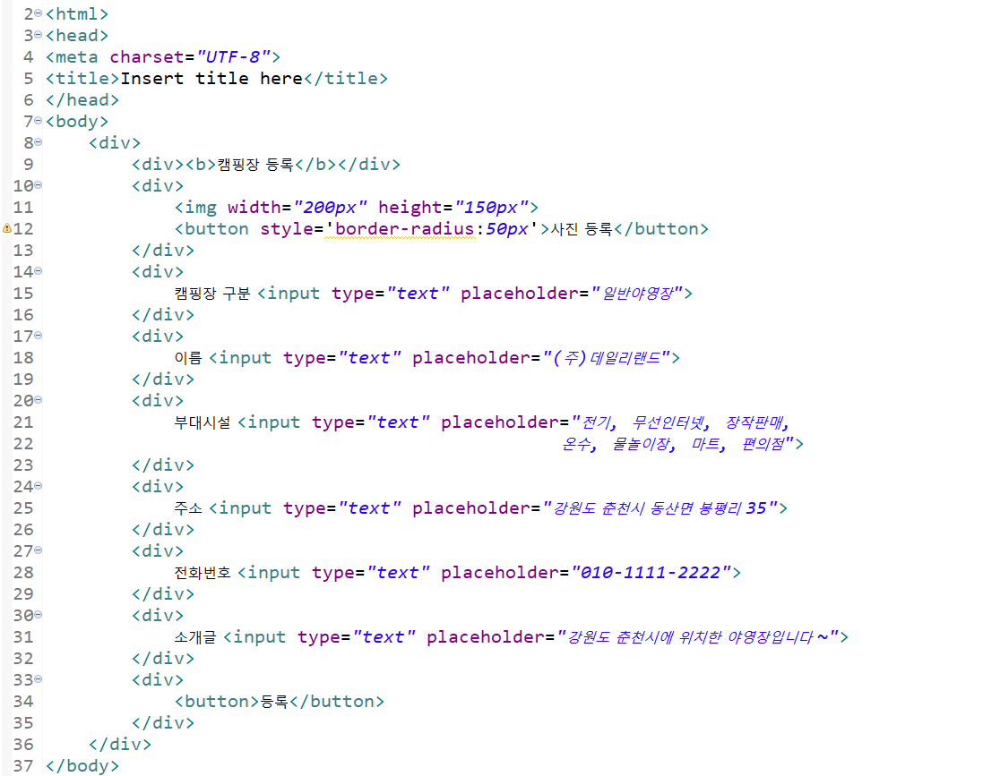 2 <html>
3 <head>
4 <meta charset="UTF-8">
5 <title>Insert title here</title>
6 </head>
7 <body>
8 <div>
9 <div><b>캠핑장 등록</b></div>
10 <div>
11 <img width="200px" height="150px">
12 <button style='border-radius:50px'>사진 등록</button>
13 </div>
14 <div>
15 캠핑장 구분 <input type="text" placeholder="일반야영장">
16 </div>
17 <div>
18 이름 <input type="text" placeholder="(주)데일리랜드">
19 </div>
20 <div>
21 부대시설 <input type="text" placeholder="전기, 무선인터넷, 장작판매,
22 온수, 물놀이장, 마트, 편의점">
23 </div>
24 <div>
25 주소 <input type="text" placeholder="강원도 춘천시 동산면 봉평리 35">
26 </div>
27 <div>
28 전화번호 <input type="text" placeholder="010-1111-2222">
29 </div>
30 <div>
31 소개글 <input type="text" placeholder="강원도 춘천시에 위치한 야영장입니다~">
32 </div>
33 <div>
34 <button>등록</button>
35 </div>
36 </div>
37 </body>